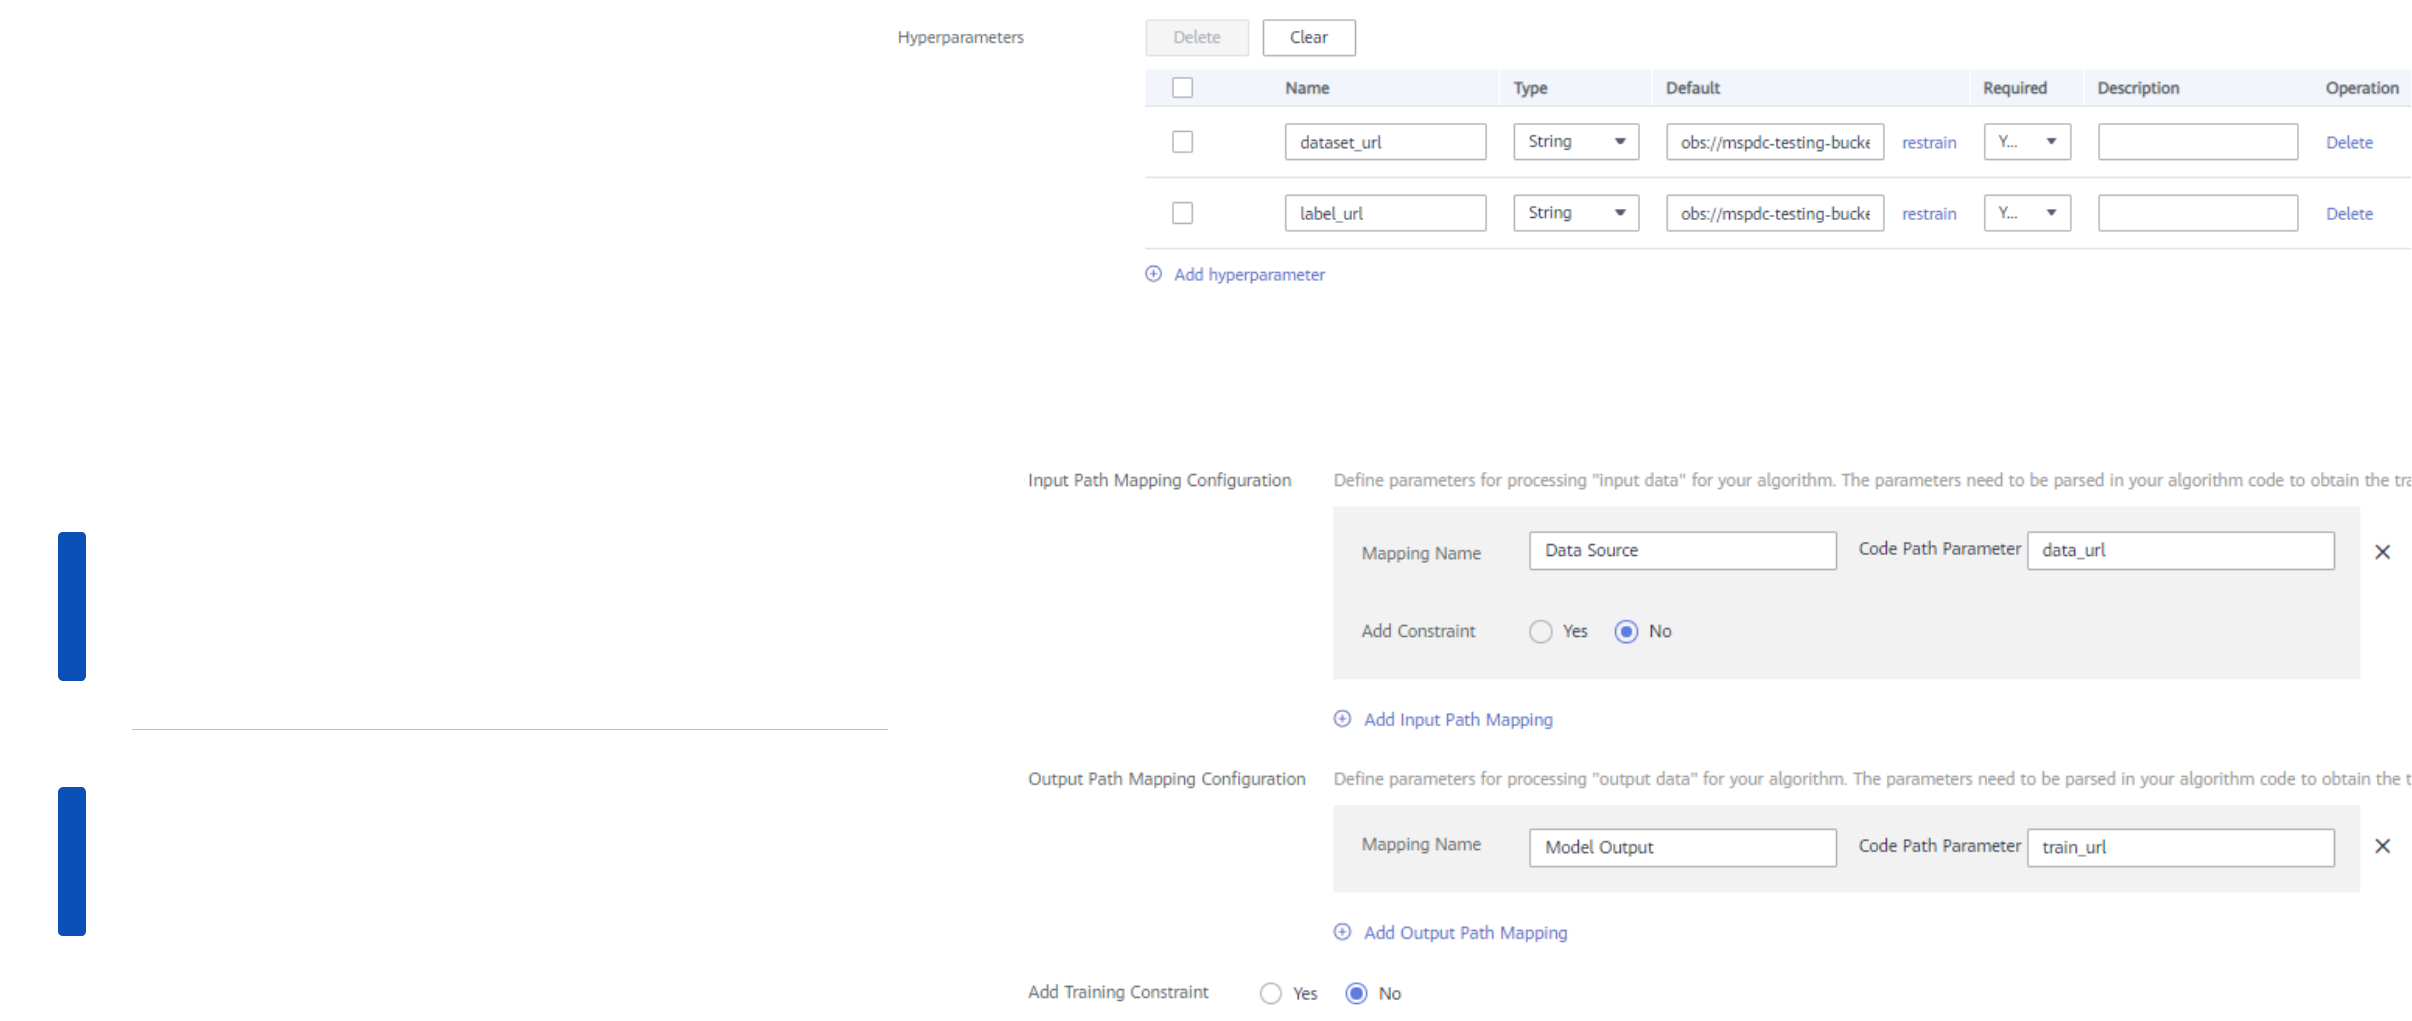 Hyperparameters Delete Clear
Name Type Default Required Description Operation
dataset_url String obs://mspdc-testing-bucke restrain Y... Delete
label_url String obs://mspdc-testing-bucke restrain Y... Delete
Add hyperparameter
Input Path Mapping Configuration Define parameters for processing "input data" for your algorithm. The parameters need to be parsed in your algorithm code to obtain the
Mapping Name Data Source Code Path Parameter data_url
Add Constraint Yes No
Add Input Path Mapping
Output Path Mapping Configuration Define parameters for processing "output data" for your algorithm. The parameters need to be parsed in your algorithm code to obtain the
Mapping Name Model Output Code Path Parameter train_url
Add Output Path Mapping
Add Training Constraint Yes No